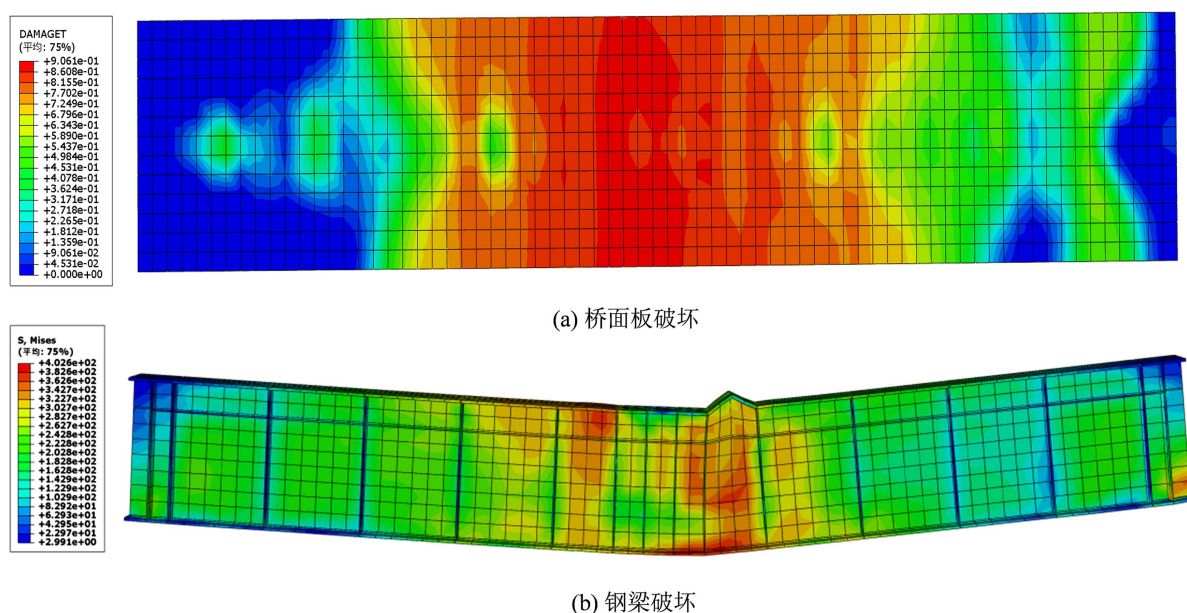 DAMAGET
(平均: 75%)
+9.061e-01
+8.608e-01
+8.155e-01
+7.702e-01
+7.249e-01
+6.796e-01
+6.343e-01
+5.890e-01
+5.437e-01
+4.984e-01
+4.531e-01
+4.078e-01
+3.624e-01
+3.171e-01
+2.718e-01
+2.265e-01
+1.812e-01
+1.359e-01
+9.061e-02
+4.531e-02
+0.000e+00
(a) 桥面板破坏
S, Mises
(平均: 75%)
+4.026e+02
+3.826e+02
+3.626e+02
+3.427e+02
+3.227e+02
+3.027e+02
+2.827e+02
+2.627e+02
+2.428e+02
+2.228e+02
+2.028e+02
+1.828e+02
+1.628e+02
+1.429e+02
+1.229e+02
+1.029e+02
+8.292e+01
+6.293e+01
+4.295e+01
+2.297e+01
+2.991e+00
(b) 钢梁破坏